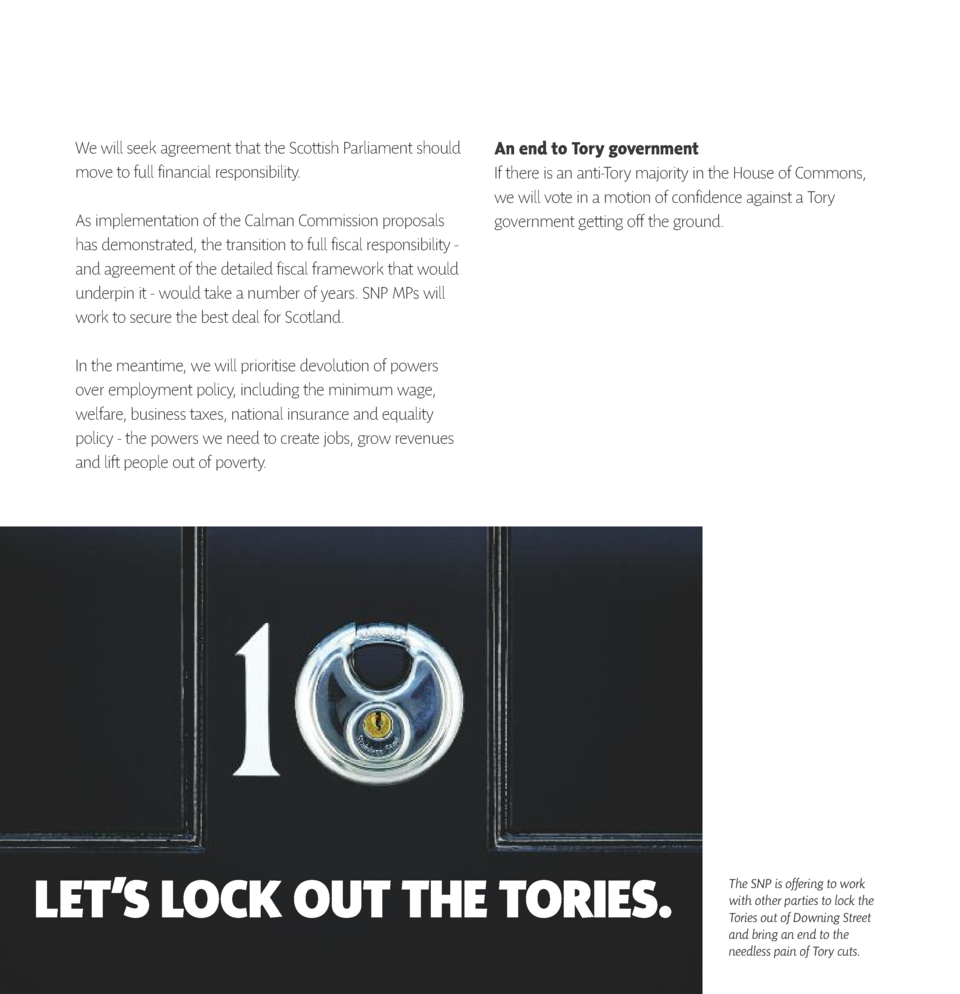 We will seek agreement that the Scottish Parliament should
move to full financial responsibility.
As implementation of the Calman Commission proposals
has demonstrated, the transition to full fiscal responsibility -
and agreement of the detailed fiscal framework that would
underpin it - would take a number of years. SNP MPs will
work to secure the best deal for Scotland.
In the meantime, we will prioritise devolution of powers
over employment policy, including the minimum wage,
welfare, business taxes, national insurance and equality
policy - the powers we need to create jobs, grow revenues
and lift people out of poverty.
An end to Tory government
If there is an anti-Tory majority in the House of Commons,
we will vote in a motion of confidence against a Tory
government getting off the ground.
1
Stainless Steel
LET’S LOCK OUT THE TORIES.
The SNP is offering to work
with other parties to lock the
Tories out of Downing Street
and bring an end to the
needless pain of Tory cuts.